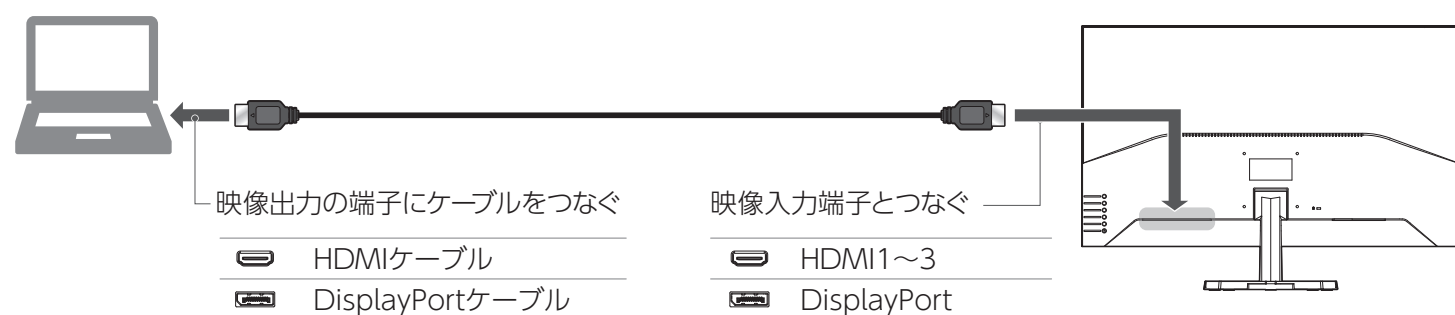 映像出力の端子にケーブルをつなぐ
HDMIケーブル
DisplayPortケーブル
映像入力端子とつなぐ
HDMI1～3
DisplayPort